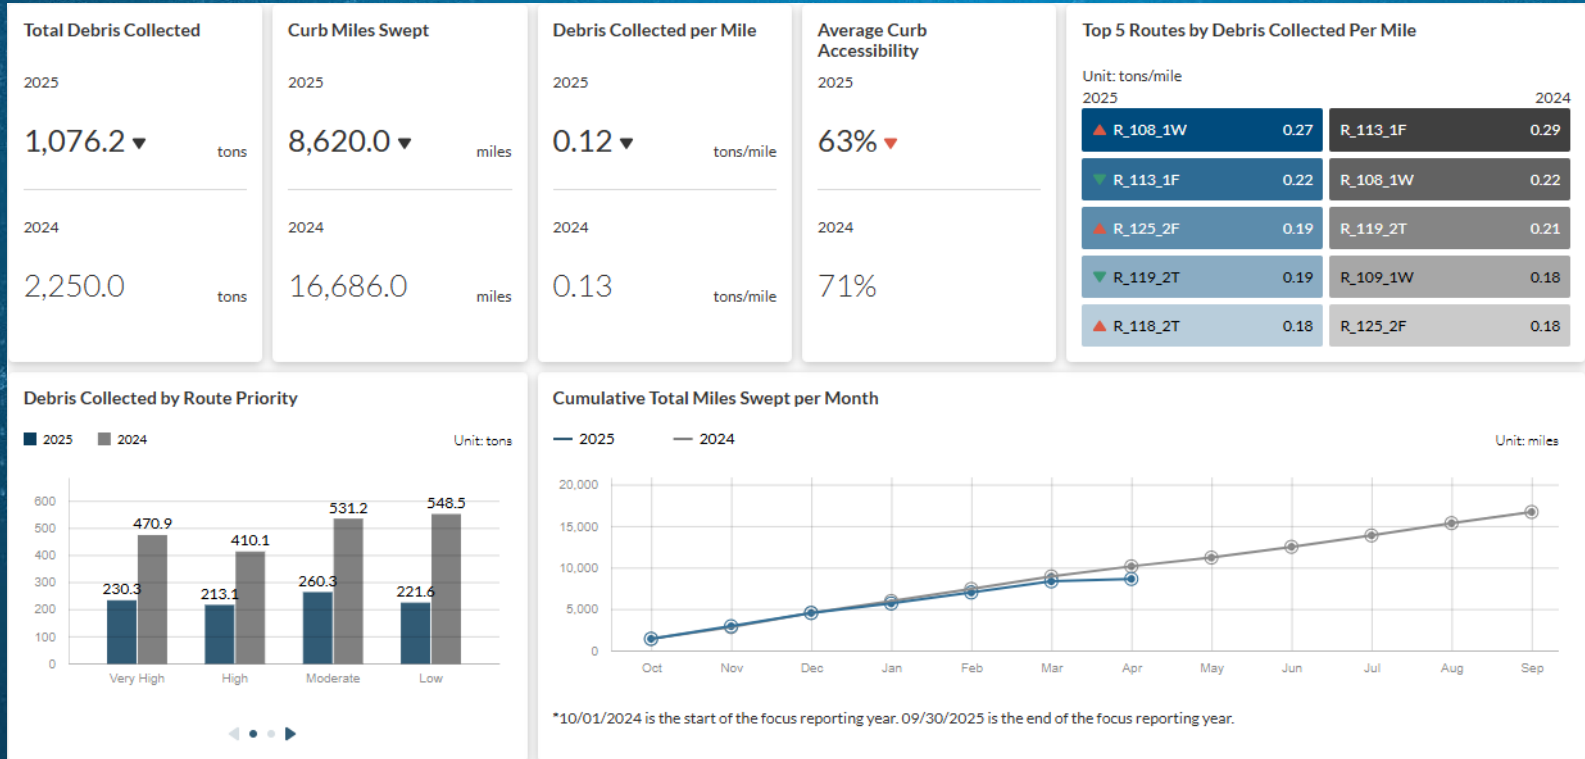 Total Debris Collected
2025
1,076.2
tons
2024
2,250.0
tons
Curb Miles Swept
2025
8,620.0
miles
2024
16,686.0
miles
Debris Collected per Mile
2025
0.12
tons/mile
2024
0.13
tons/mile
Average Curb
Accessibility
2025
63%
2024
71%
Top 5 Routes by Debris Collected Per Mile
Unit: tons/mile
2025 2024
R_108_1W 0.27 R_113_1F 0.29
R_113_1F 0.22 R_108_1W 0.22
R_125_2F 0.19 R_119_2T 0.21
R_119_2T 0.19 R_109_1W 0.18
R_118_2T 0.18 R_125_2F 0.18
Debris Collected by Route Priority
2025 2024 Unit: tons
600
500
400
300
200
100
0
230.3 470.9 213.1 410.1 260.3 531.2 221.6 548.5
Very High High Moderate Low
Cumulative Total Miles Swept per Month
2025 2024 Unit: miles
20,000
15,000
10,000
5,000
0
Oct Nov Dec Jan Feb Mar Apr May Jun Jul Aug Sep
*10/01/2024 is the start of the focus reporting year. 09/30/2025 is the end of the focus reporting year.